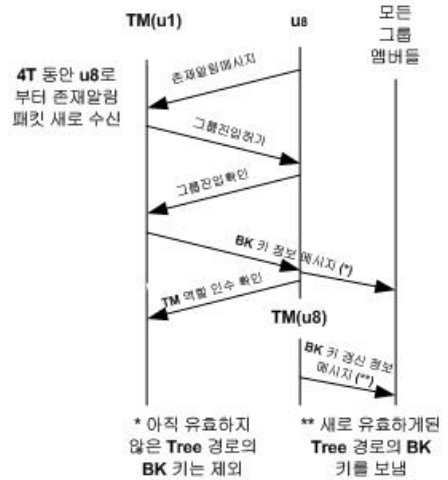 TM(u1)
u8
모든
그룹
멤버들
4T 동안 u8로
부터 존재알림
패킷 새로 수신
존재알림메시지
그룹진입허가
그룹진입확인
BK 키 정보 메시지 (*)
TM 역할 인수 확인
TM(u8)
BK 키 갱신 정보
메시지 (**)
* 아직 유효하지
않은 Tree 경로의
BK 키는 제외
** 새로 유효하게된
Tree 경로의 BK
키를 보냄